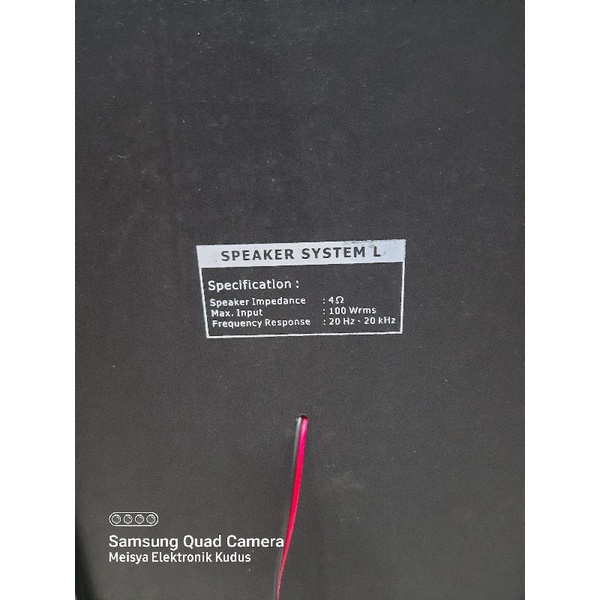 SPEAKER SYSTEM L
Specification :
Speaker Impedance : 4Ω
Max. Input : 100 Wrms
Frequency Response : 20 Hz - 20 kHz
Samsung Quad Camera
Meisya Elektronik Kudus